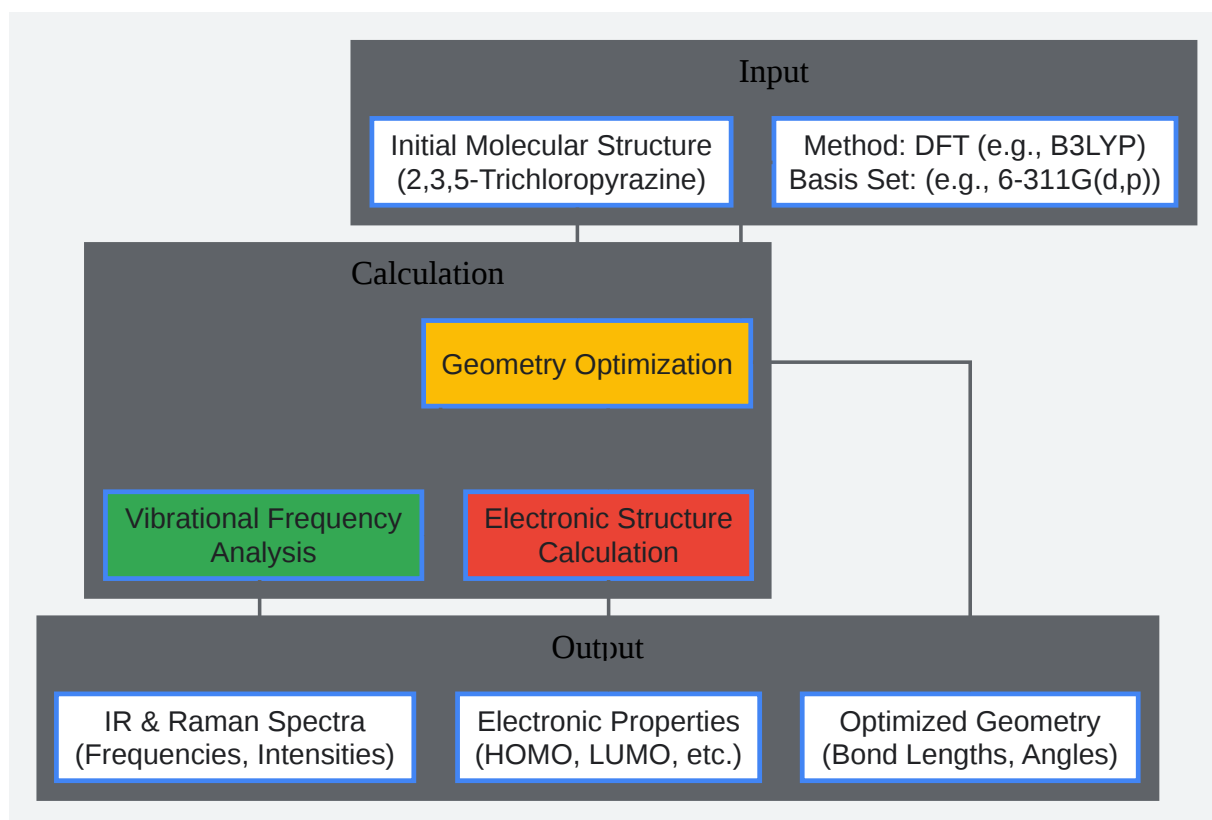 Input
Initial Molecular Structure
(2,3,5-Trichloropyrazine)
Method: DFT (e.g., B3LYP)
Basis Set: (e.g., 6-311G(d,p))
Calculation
Geometry Optimization
Vibrational Frequency
Analysis
Electronic Structure
Calculation
Output
IR & Raman Spectra
(Frequencies, Intensities)
Electronic Properties
(HOMO, LUMO, etc.)
Optimized Geometry
(Bond Lengths, Angles)